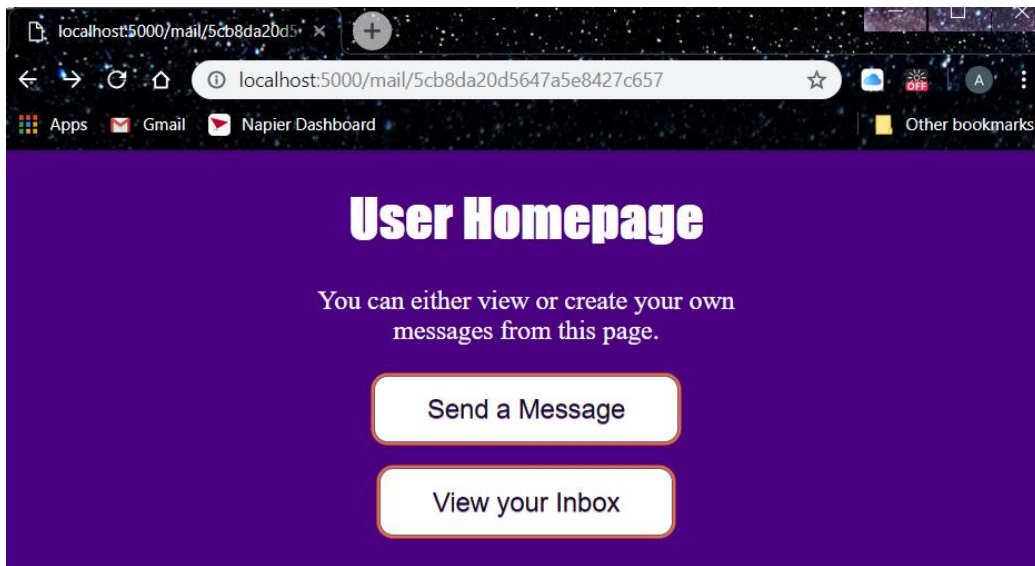 localhost:5000/mail/5cb8da20d5
localhost:5000/mail/5cb8da20d5647a5e8427c657
OFF
A
Apps
Gmail
Napier Dashboard
Other bookmarks
User Homepage
You can either view or create your own
messages from this page.
Send a Message
View your Inbox